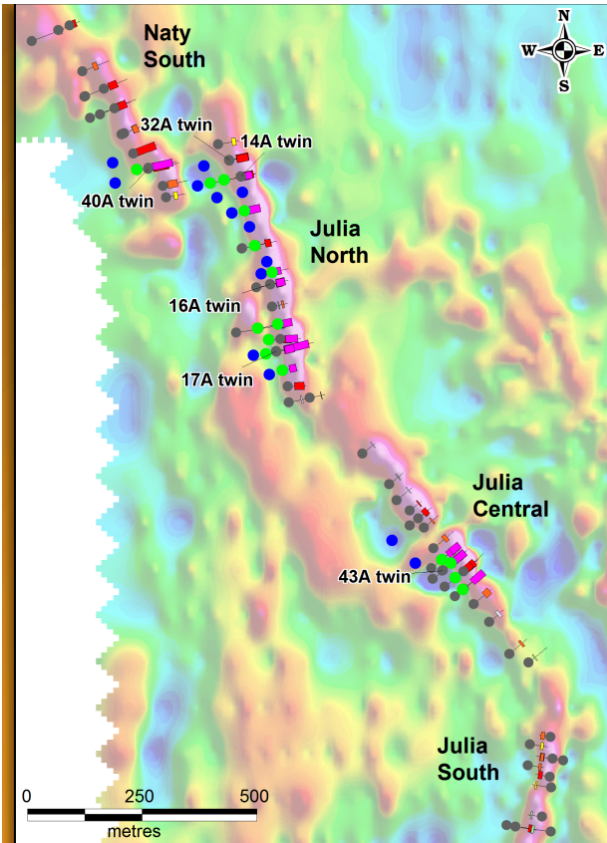 Naty
South
N
W
E
S
32A twin
14A twin
40A twin
Julia
North
16A twin
17A twin
Julia
Central
43A twin
Julia
South
0
250
500
metres